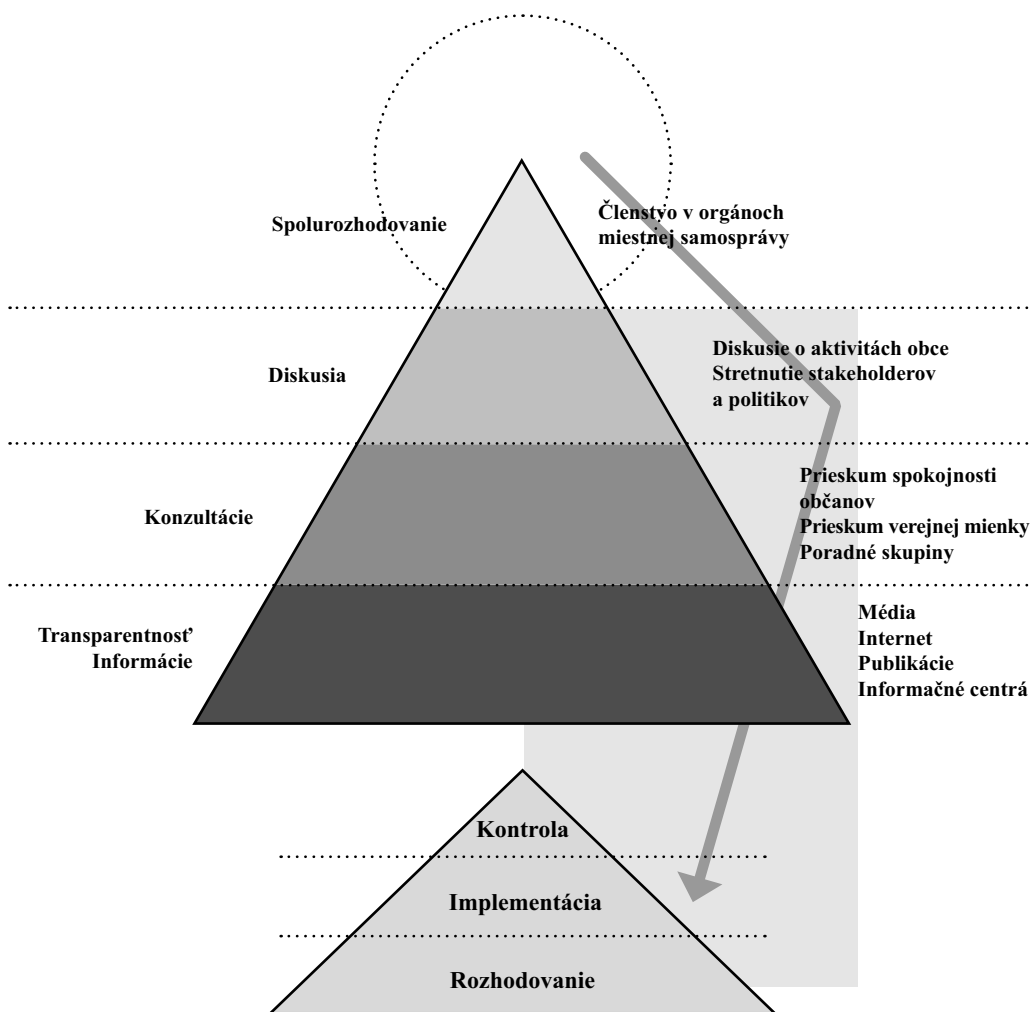 Spolurozhodovanie
Členstvo v orgánoch
miestnej samosprávy
Diskusia
Diskusie o aktivitách obce
Stretnutie stakeholderov
a politikov
Konzultácie
Prieskum spokojnosti
občanov
Prieskum verejnej mienky
Poradné skupiny
Transparentnosť
Informácie
Média
Internet
Publikácie
Informačné centrá
Kontrola
Implementácia
Rozhodovanie